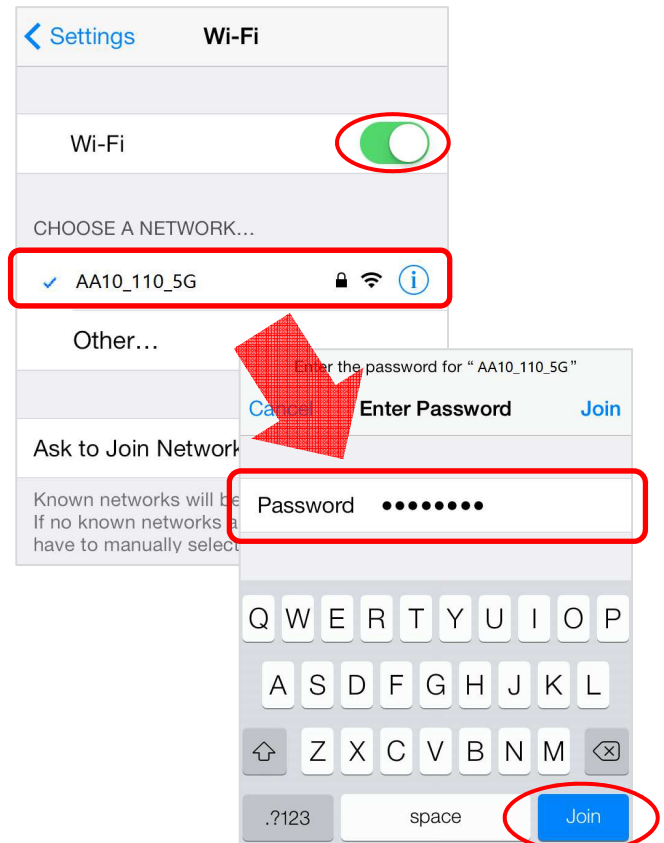 Settings Wi-Fi
Wi-Fi
CHOOSE A NETWORK...
AA10_110_5G
Other...
Ask to Join Network
Known networks will be
If no known networks a
have to manually select
Enter the password for “ AA10_110_5G”
Cancel Enter Password Join
Password ●●●●●●●●
Q W E R T Y U I O P
A S D F G H J K L
Z X C V B N M
.?123 space Join